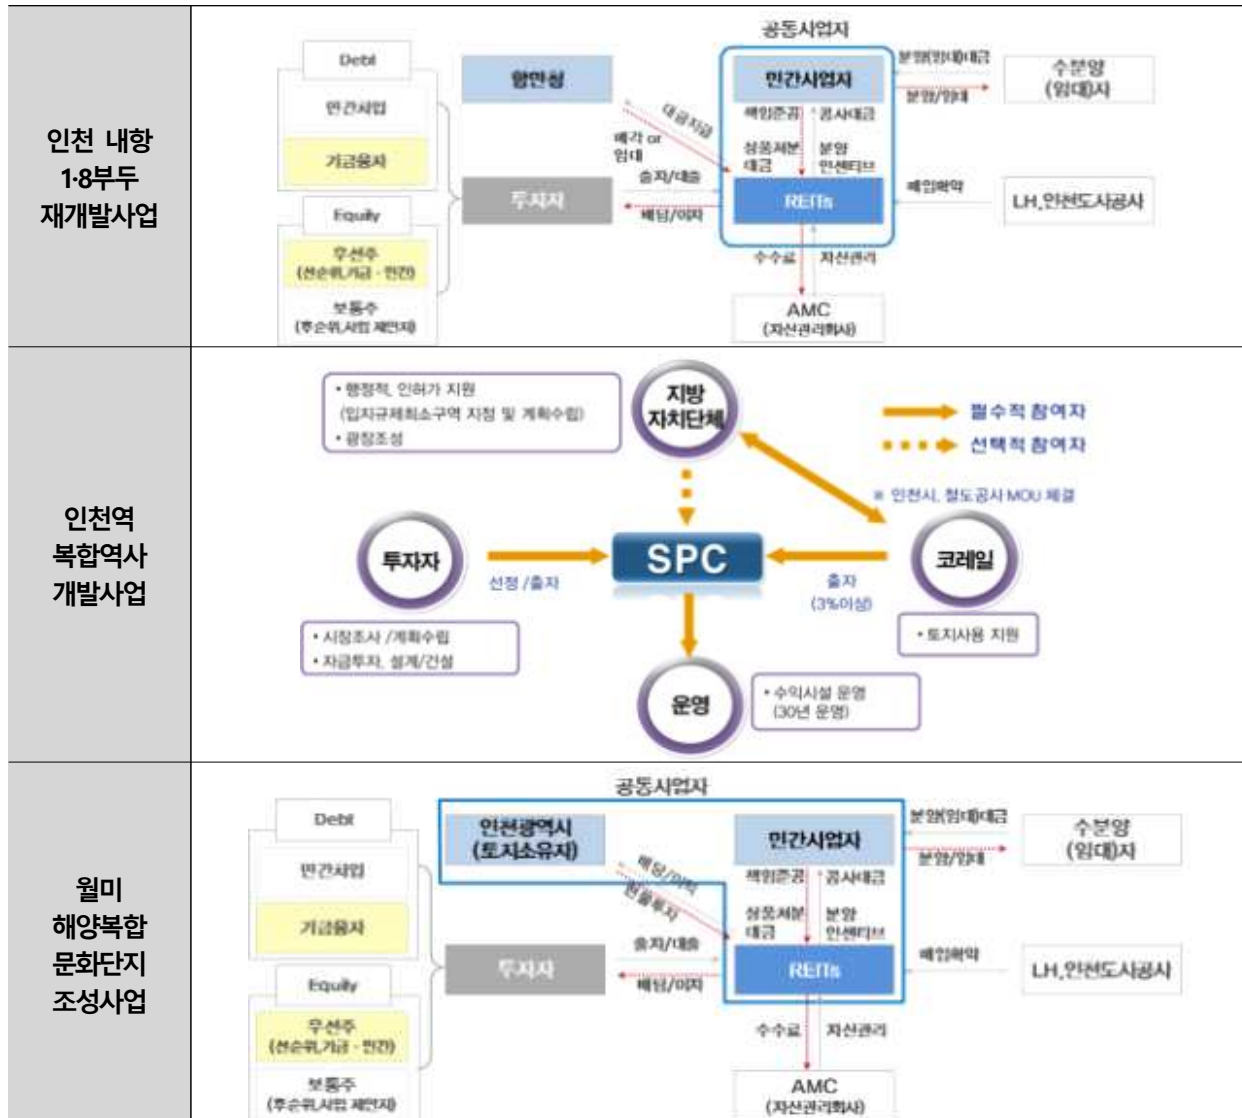 인천 내항
1·8부두
재개발사업
공동사업자
Debt
민간사업
기금융자
Equily
우선주
(선순위,기금 - 민간)
보통주
(후순위,사업 제안자)
항만청
투자자
대금지급
매각 or
임대
출자/대출
배당/이자
민간사업자
책임준공
공사대금
상품처분
대금
분양
인센티브
REITs
수수료
자산관리
AMC
(자산관리회사)
분양(임대)대금
분양/임대
수분양
(임대)자
매입확약
LH,인천도시공사
인천역
복합역사
개발사업
• 행정적, 인허가 지원
(입지규제최소구역 지정 및 계획수립)
• 광장조성
지방
자치단체
필수적 참여자
선택적 참여자
※ 인천시, 철도공사 MOU 체결
투자자
선정 /출자
SPC
출자
(3%이상)
코레일
• 시장조사 /계획수립
• 자금투자, 설계/건설
• 토지사용 지원
운영
• 수익시설 운영
(30년 운영)
월미
해양복합
문화단지
조성사업
공동사업자
Debt
민간사업
기금융자
Equily
우선주
(선순위,기금 - 민간)
보통주
(후순위,사업 제안자)
인천광역시
(토지소유자)
투자자
배당/이익
현물투자
출자/대출
배당/이자
민간사업자
책임준공
공사대금
상품처분
대금
분양
인센티브
REITs
수수료
자산관리
AMC
(자산관리회사)
분양(임대)대금
분양/임대
수분양
(임대)자
매입확약
LH,인천도시공사